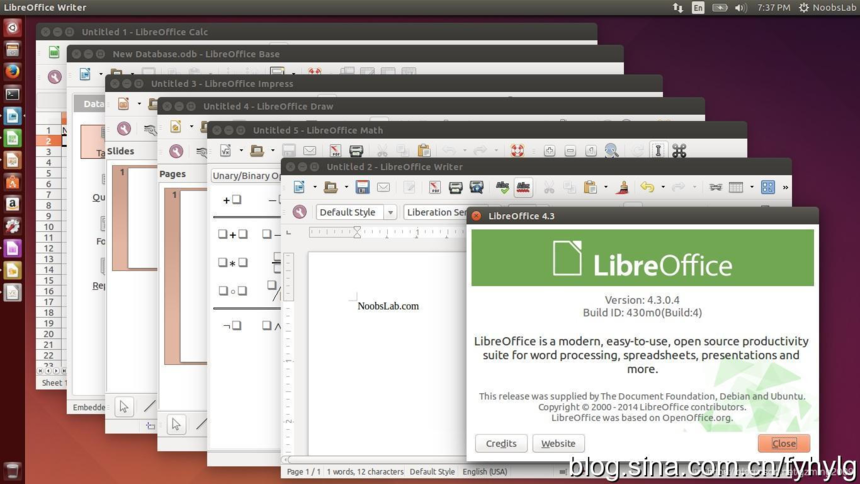 LibreOffice Writer
En
7:37 PM
NoobsLab
Untitled 1 - LibreOffice Calc
New Database.odb - LibreOffice Base
Untitled 3 - LibreOffice Impress
Untitled 4 - LibreOffice Draw
Untitled 5 - LibreOffice Math
Untitled 2 - LibreOffice Writer
Data
Slides
Pages
Unary/Binary Op
Default Style
Liberation Ser
1
2
3
4
5
6
7
8
9
10
11
12
13
14
15
16
17
18
19
20
21
22
23
1
1
Sheet 1
Embedde
NoobsLab.com
Page 1 / 1
1 words, 12 characters
Default Style
English (USA)
LibreOffice 4.3
LibreOffice
Version: 4.3.0.4
Build ID: 430m0(Build:4)
LibreOffice is a modern, easy-to-use, open source productivity
suite for word processing, spreadsheets, presentations and
more.
This release was supplied by The Document Foundation, Debian and Ubuntu.
Copyright © 2000 - 2014 LibreOffice contributors.
LibreOffice was based on OpenOffice.org.
Credits
Website
Close
blog.sina.com.cn/fyhylg